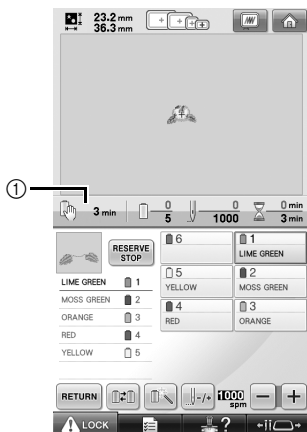 23.2 mm
36.3 mm
1
3 min
0
5
0
1000
0 min
3 min
RESERVE
STOP
6
1
LIME GREEN
5
YELLOW
2
MOSS GREEN
4
RED
3
ORANGE
LIME GREEN 1
MOSS GREEN 2
ORANGE 3
RED 4
YELLOW 5
RETURN
-/+
1000
spm
− +
LOCK
?